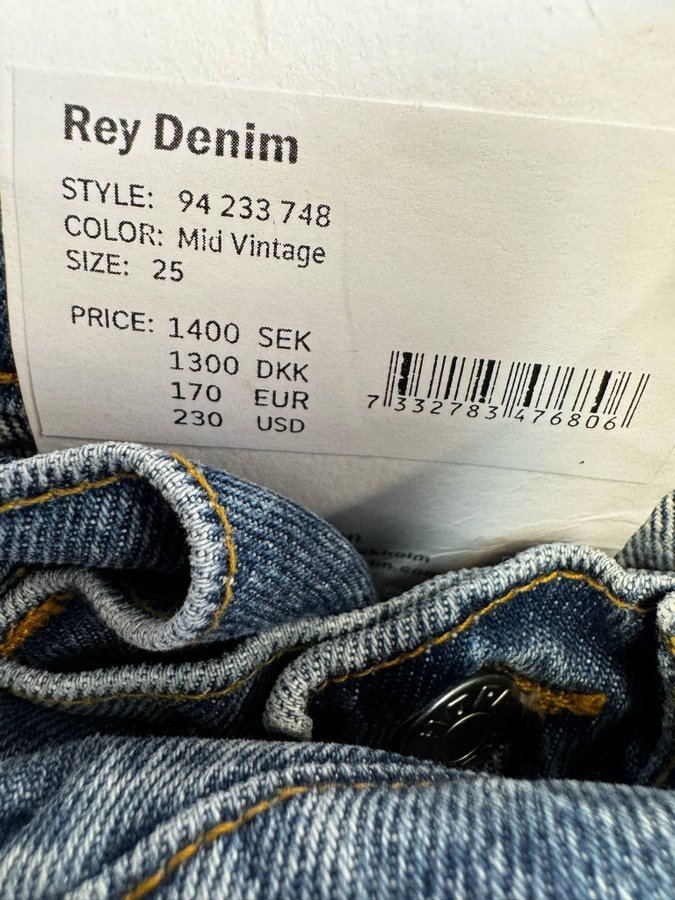 Rey Denim
STYLE: 94 233 748
COLOR: Mid Vintage
SIZE: 25
PRICE: 1400 SEK
1300 DKK
170 EUR
230 USD
7 332783 476806